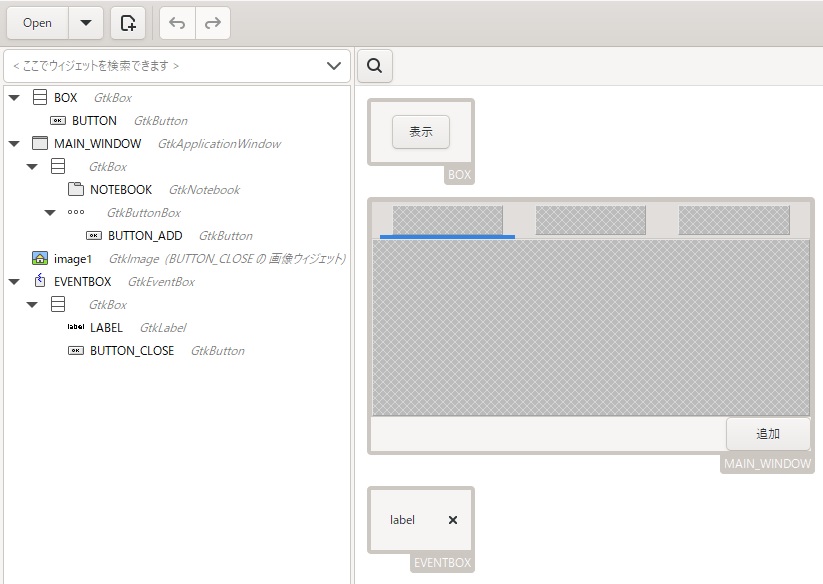 Open
< ここでウィジェットを検索できます >
BOX GtkBox
BUTTON GtkButton
MAIN_WINDOW GtkApplicationWindow
GtkBox
NOTEBOOK GtkNotebook
GtkButtonBox
BUTTON_ADD GtkButton
image1 GtkImage (BUTTON_CLOSE の 画像ウィジェット)
EVENTBOX GtkEventBox
GtkBox
label LABEL GtkLabel
OK BUTTON_CLOSE GtkButton
表示
BOX
追加
MAIN_WINDOW
label
EVENTBOX